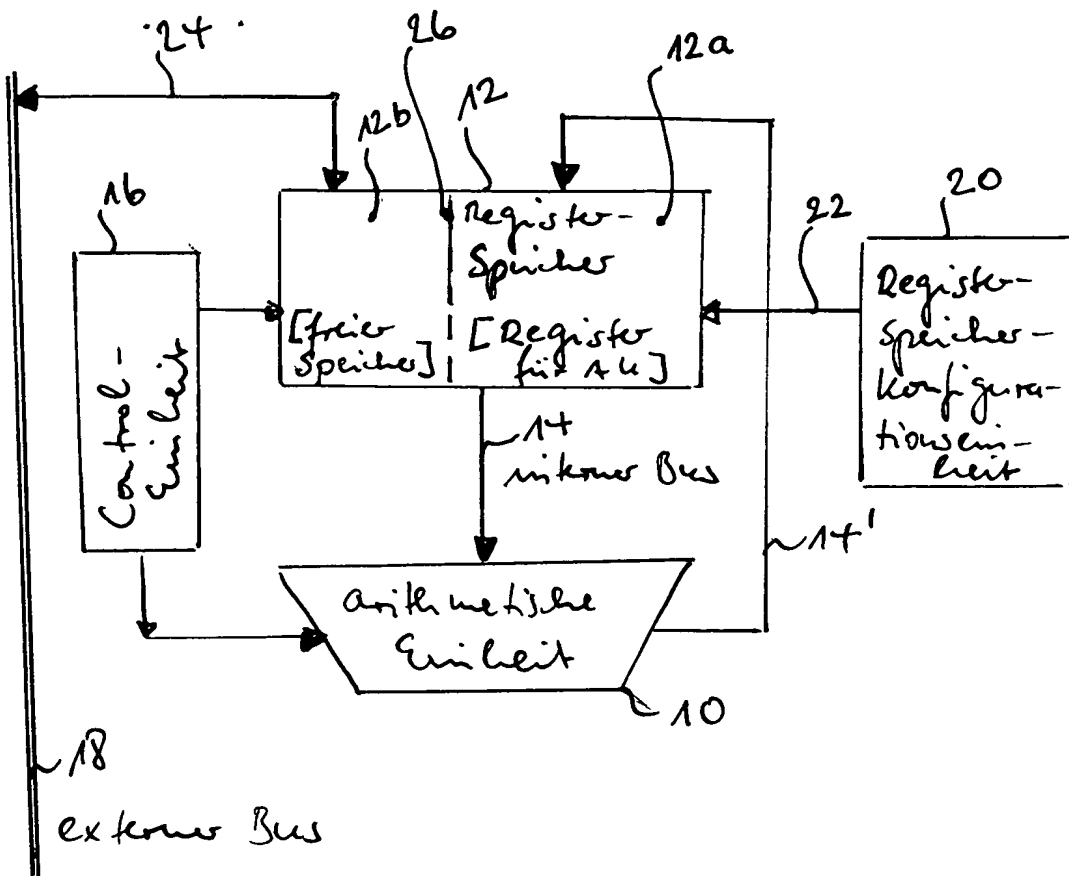 24
26
12a
12b
12
16
20
22
Register-
Speicher
[freier
Speicher]
[Register
für AU]
Control-
Einheit
Register-
Speicher-
Konfigura-
tionsein-
heit
14
interner Bus
14'
arithmetische
Einheit
10
18
externer Bus